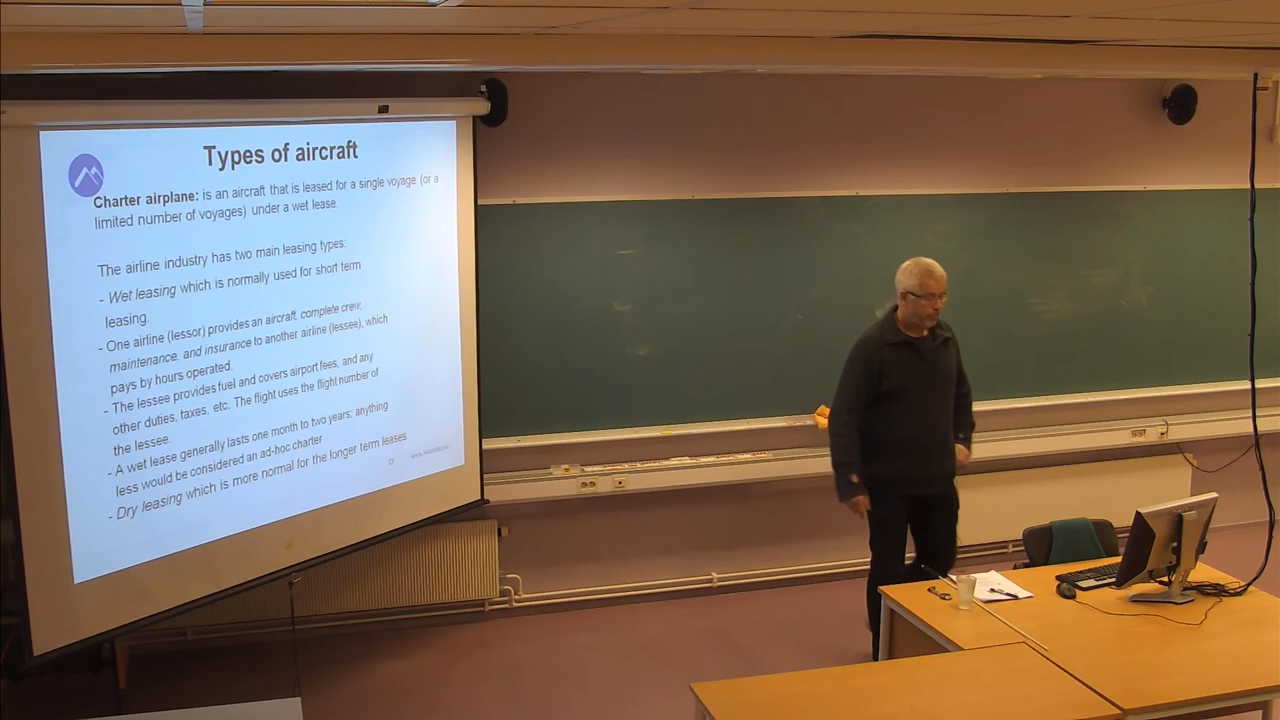 Types of aircraft
Charter airplane: is an aircraft that is leased for a single voyage (or a
limited number of voyages) under a wet lease.
The airline industry has two main leasing types:
- Wet leasing which is normally used for short term
leasing.
- One airline (lessor) provides an aircraft, complete crew,
maintenance, and insurance to another airline (lessee), which
pays by hours operated.
- The lessee provides fuel and covers airport fees, and any
other duties, taxes, etc. The flight uses the flight number of
the lessee.
- A wet lease generally lasts one month to two years; anything
less would be considered an ad-hoc charter
- Dry leasing which is more normal for the longer term leases